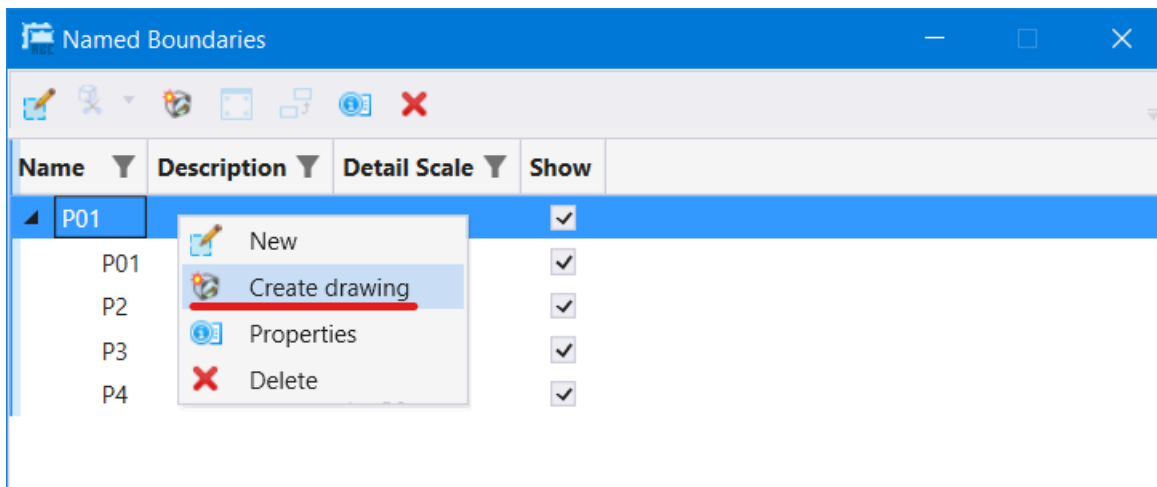 Named Boundaries
Name Description Detail Scale Show
P01
New
P01
Create drawing
P2
Properties
P3
Delete
P4